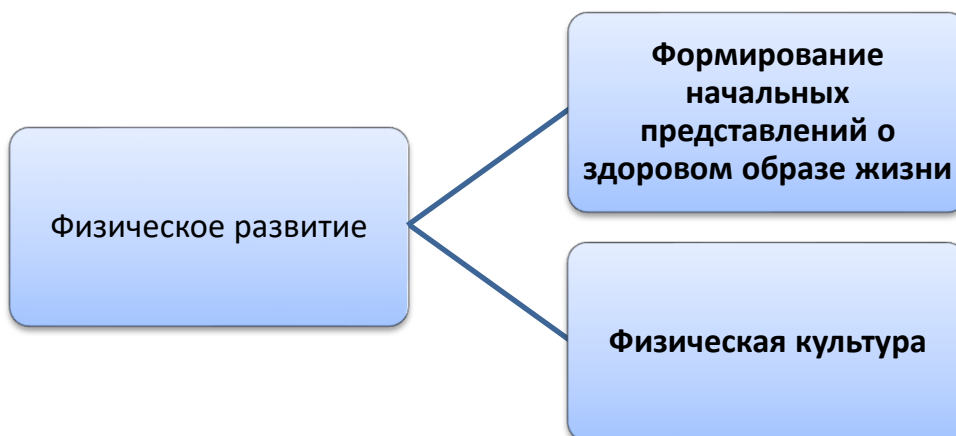 Физическое развитие
Формирование
начальных
представлений о
здоровом образе жизни
Физическая культура